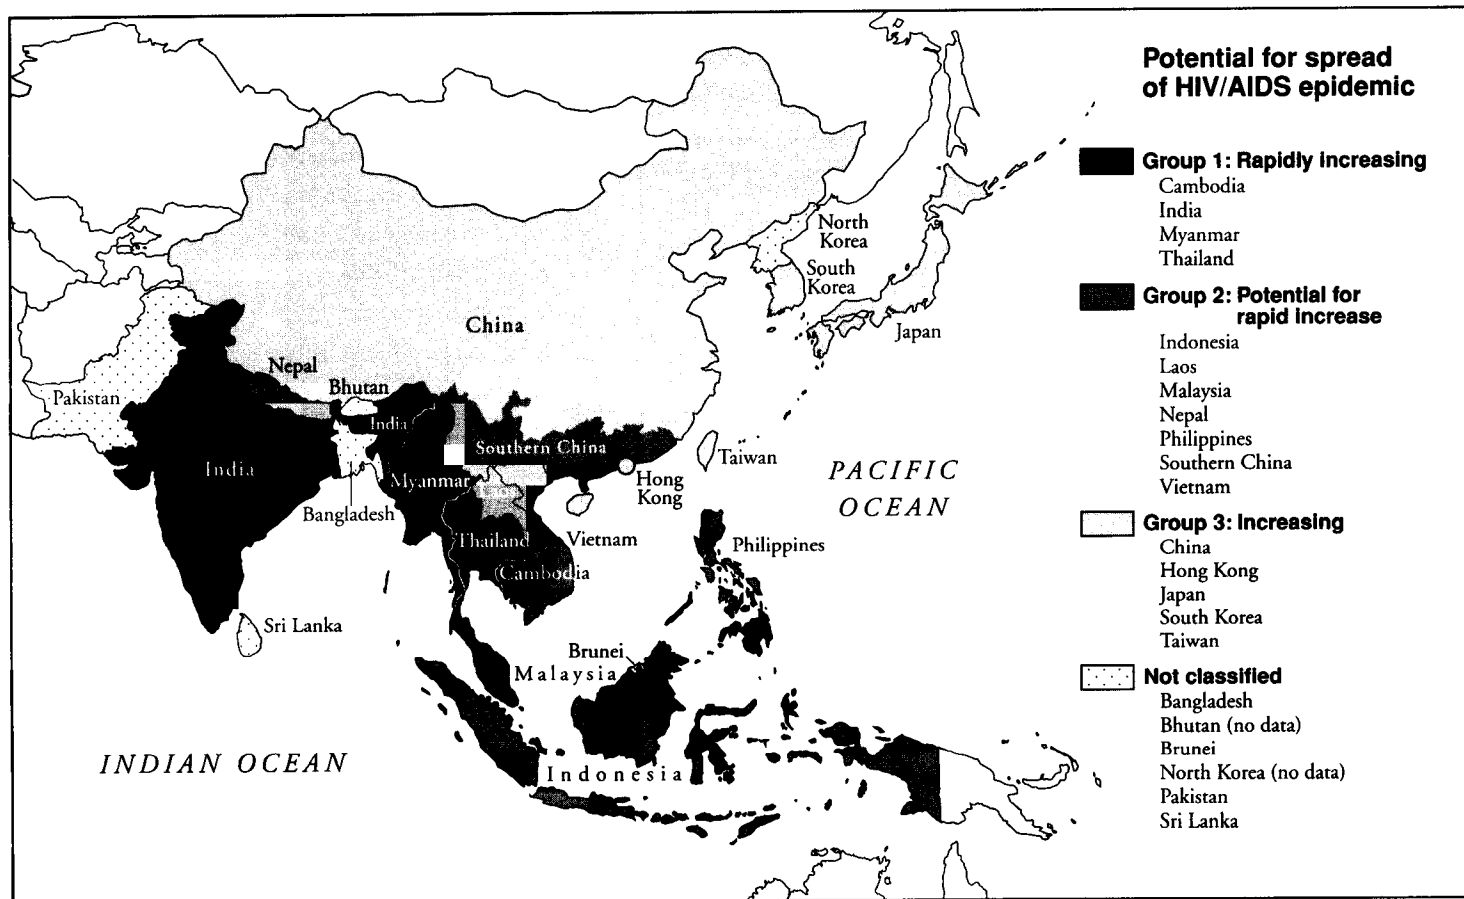 Potential for spread
of HIV/AIDS epidemic
Group 1: Rapidly increasing
Cambodia
India
Myanmar
Thailand
Group 2: Potential for
rapid increase
Indonesia
Laos
Malaysia
Nepal
Philippines
Southern China
Vietnam
Group 3: Increasing
China
Hong Kong
Japan
South Korea
Taiwan
Not classified
Bangladesh
Bhutan (no data)
Brunei
North Korea (no data)
Pakistan
Sri Lanka
North
Korea
South
Korea
Japan
China
Nepal
Bhutan
Pakistan
India
Southern China
India
Myanmar
Hong
Kong
Taiwan
PACIFIC
OCEAN
Bangladesh
Thailand
Vietnam
Philippines
Cambodia
Sri Lanka
Brunei
Malaysia
INDIAN OCEAN
Indonesia